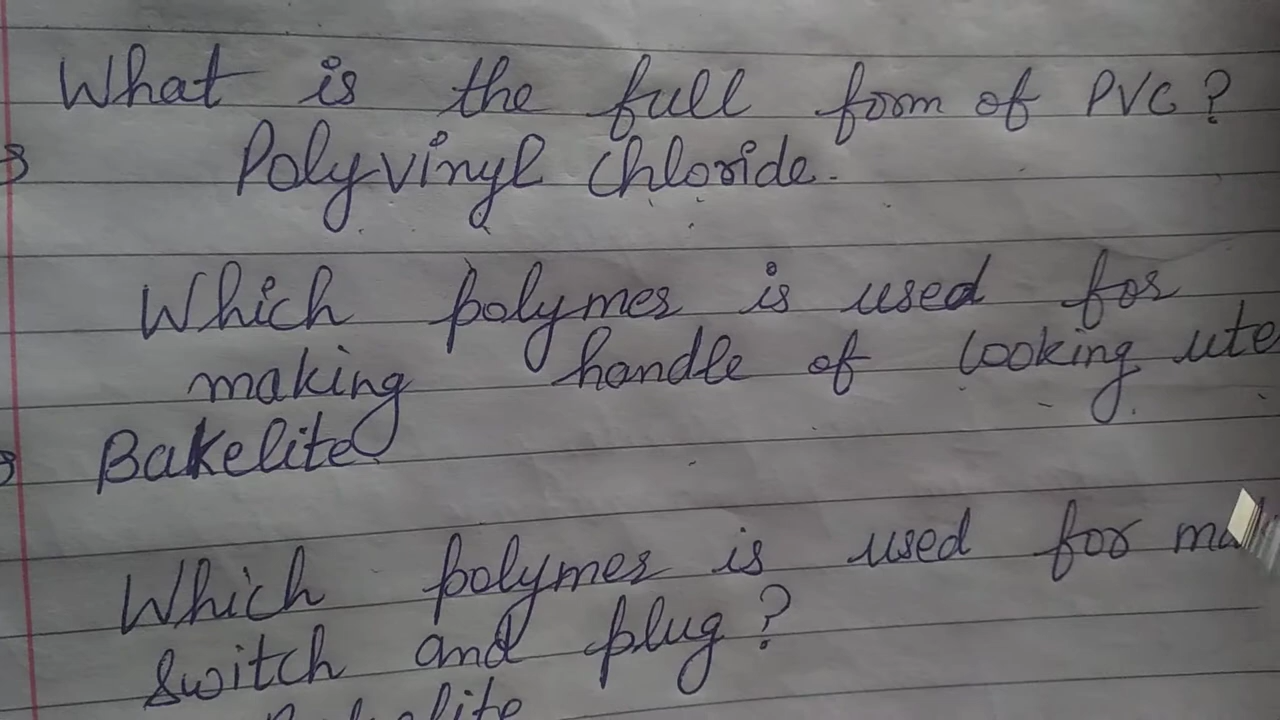 What is the full form of PVC?
Polyvinyl Chloride.
Which polymer is used for
making handle of Cooking ute
Bakelite
Which polymer is used for
switch and plug?